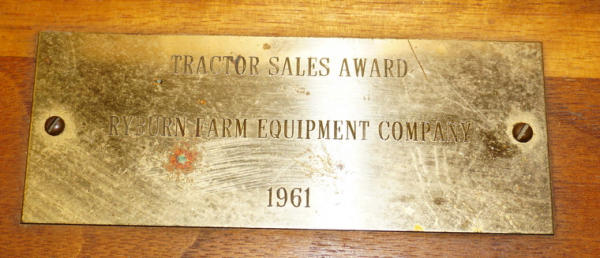 TRACTOR SALES AWARD
RYBURN FARM EQUIPMENT COMPANY
1961